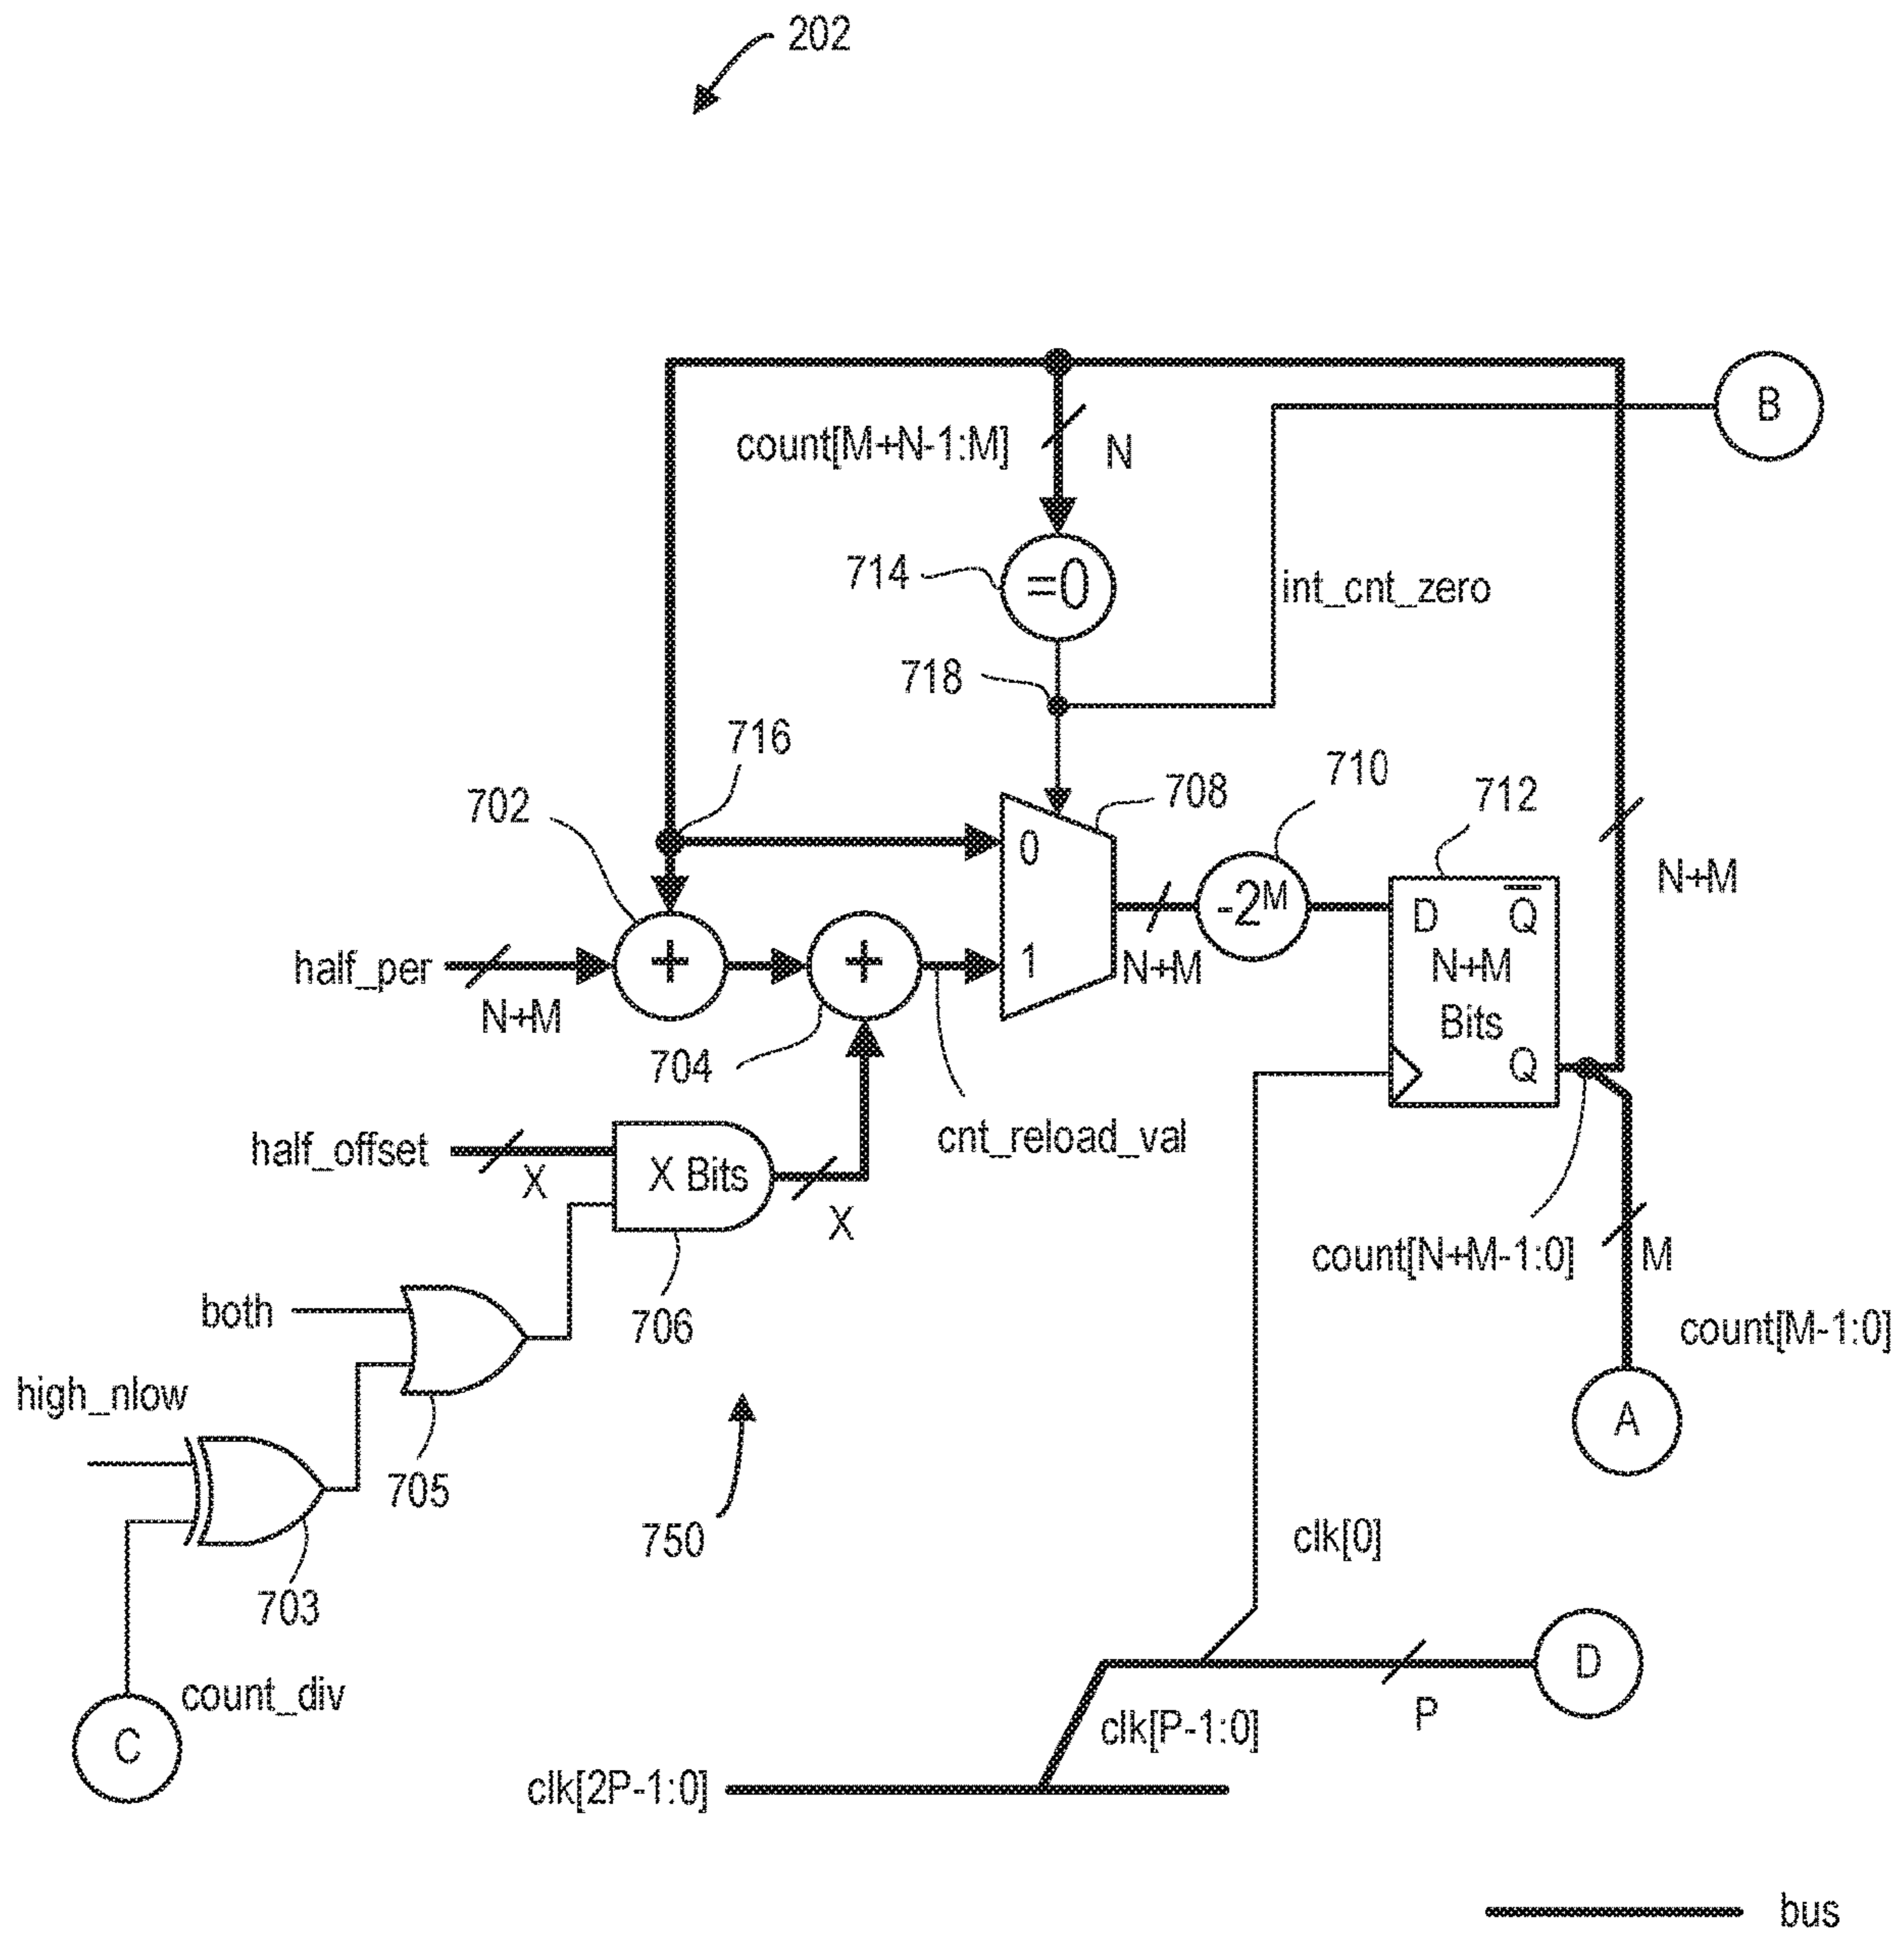 202
B
count[M+N-1:M]
N
714
=0
int_cnt_zero
718
716
702
708
710
712
0
N+M
-2M
D Q
half_per
+
+
1
N+M
N+M
Bits
N+M
704
Q
half_offset
X
X Bits
cnt_reload_val
X
count[N+M-1:0]
M
both
706
count[M-1:0]
high_nlow
A
705
750
clk[0]
703
D
count_div
P
C
clk[P-1:0]
clk[2P-1:0]
bus